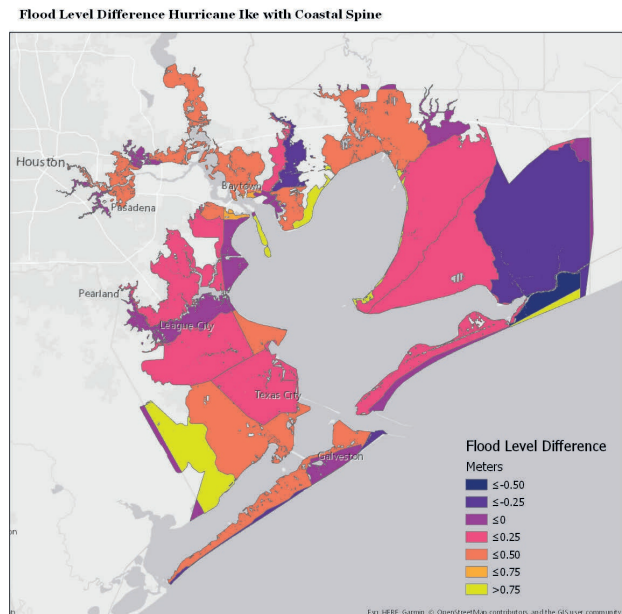 Flood Level Difference Hurricane Ike with Coastal Spine
Houston
Baytown
Pasadena
Pearland
League City
Texas City
Galveston
Flood Level Difference
Meters
≤-0.50
≤-0.25
≤0
≤0.25
≤0.50
≤0.75
>0.75
on
Esri, HERE, Garmin, © OpenStreetMap contributors, and the GIS user community